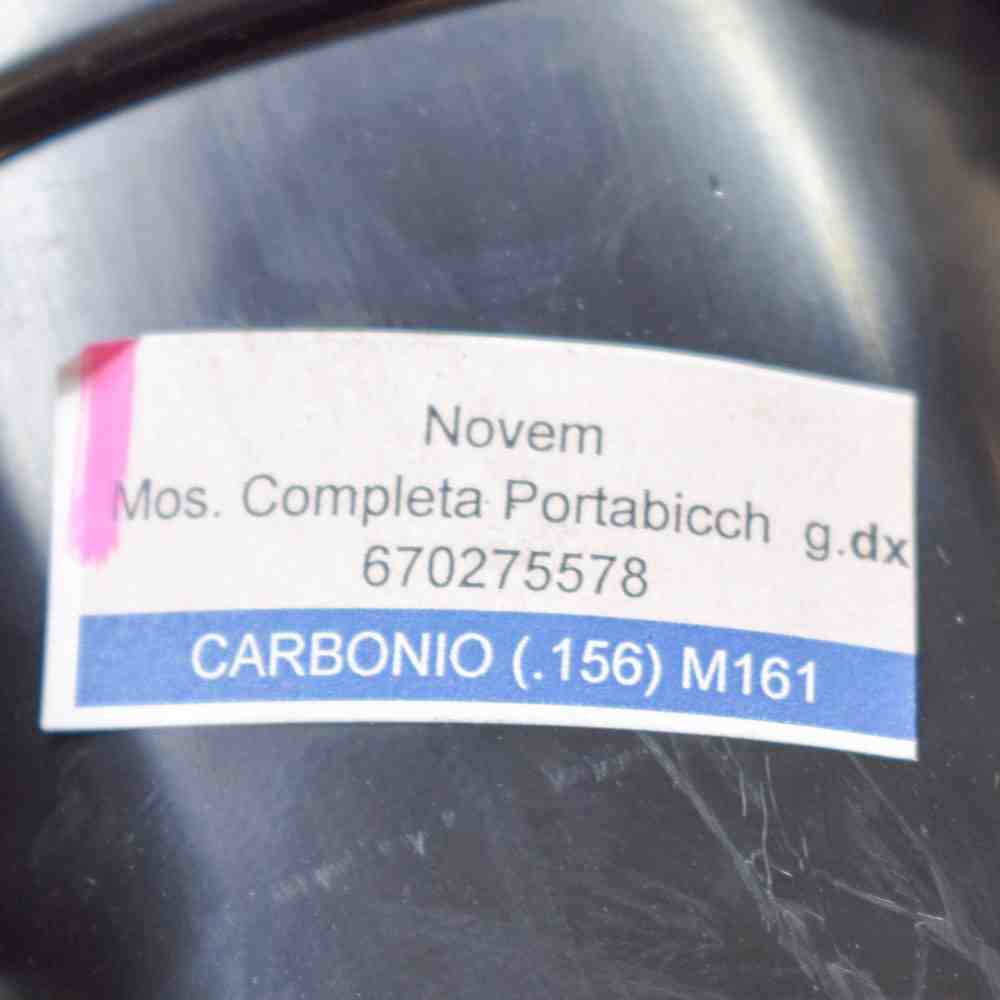 Novem
Mos. Completa Portabicch g.dx
670275578
CARBONIO (.156) M161